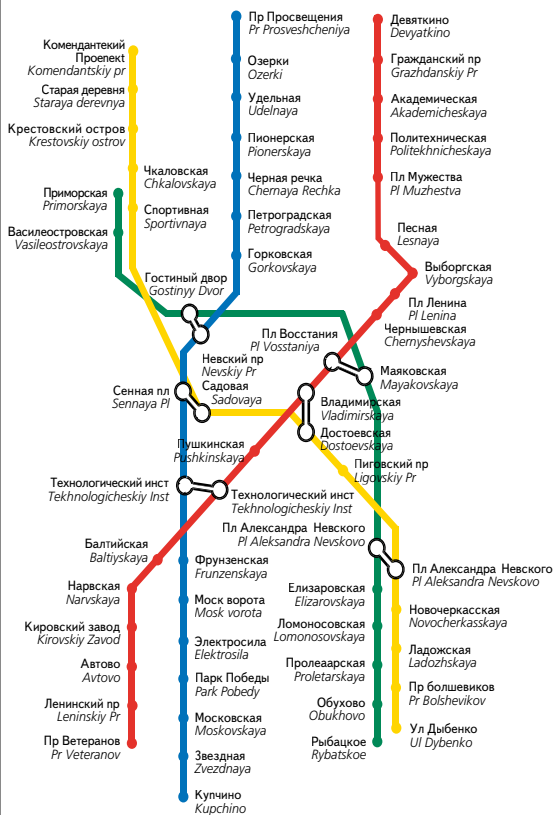 Пр Просвещения
Pr Prosveshcheniya
Девяткино
Devyatkino
Комендантекий
Проепект
Komendantskiy pr
Озерки
Ozerki
Гражданский пр
Grazhdanskiy Pr
Старая деревня
Staraya derevnya
Удельная
Udelnaya
Академическая
Akademicheskaya
Крестовский остров
Krestovskiy ostrov
Пионерская
Pionerskaya
Политехническая
Politekhnicheskaya
Чкаловская
Chkalovskaya
Черная речка
Chernaya Rechka
Пл Мужества
Pl Muzhestva
Приморская
Primorskaya
Спортивная
Sportivnaya
Петроградская
Petrogradskaya
Песная
Lesnaya
Василеостровская
Vasileostrovskaya
Горковская
Gorkovskaya
Выборгская
Vyborgskaya
Гостиный двор
Gostinyy Dvor
Пл Ленина
Pl Lenina
Чернышевская
Chernyshevskaya
Пл Восстания
Pl Vosstaniya
Невский пр
Nevskiy Pr
Маяковская
Mayakovskaya
Сенная пл
Sennaya Pl
Садовая
Sadovaya
Владимирская
Vladimirskaya
Достоевская
Dostoevskaya
Пушкинская
Pushkinskaya
Пиговский пр
Ligovskiy Pr
Технологический инст
Tekhnologicheskiy Inst
Технологический инст
Tekhnologicheskiy Inst
Пл Александра Невского
Pl Aleksandra Nevskovo
Балтийская
Baltiyskaya
Фрунзенская
Frunzenskaya
Пл Александра Невского
Pl Aleksandra Nevskovo
Нарвская
Narvskaya
Моск ворота
Mosk vorota
Елизаровская
Elizarovskaya
Новочеркасская
Novocherkasskaya
Кировский завод
Kirovskiy Zavod
Электросила
Elektrosila
Ломоносовская
Lomonosovskaya
Ладожская
Ladozhskaya
Автово
Avtovo
Парк Победы
Park Pobedy
Пролеаарская
Proletarskaya
Пр болшевиков
Pr Bolshevikov
Ленинский пр
Leninskiy Pr
Московская
Moskovskaya
Обухово
Obukhovo
Ул Дыбенко
Ul Dybenko
Пр Ветеранов
Pr Veteranov
Звездная
Zvezdnaya
Рыбацкое
Rybatskoe
Купчино
Kupchino